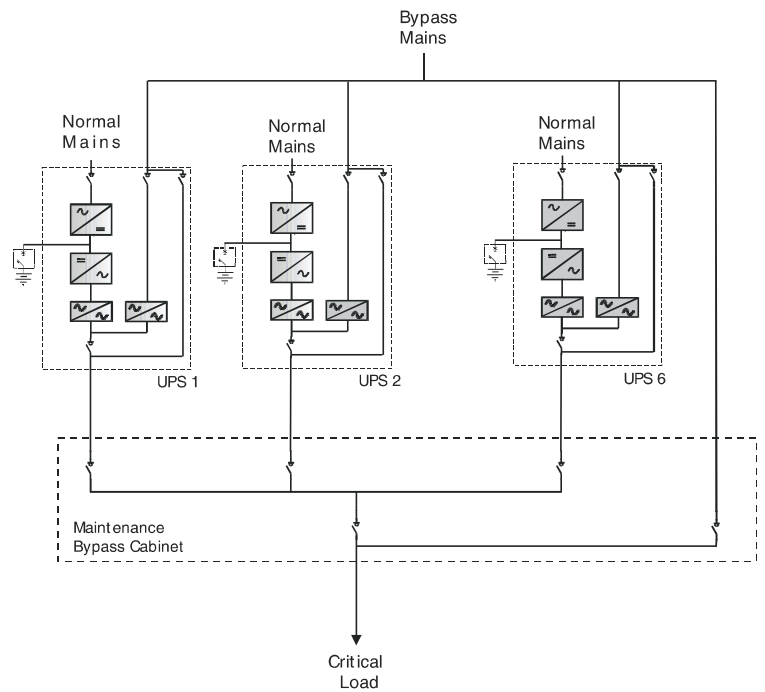 Bypass
Mains
Normal
Mains
Normal
Mains
Normal
Mains
UPS 1
UPS 2
UPS 6
Maintenance
Bypass Cabinet
Critical
Load